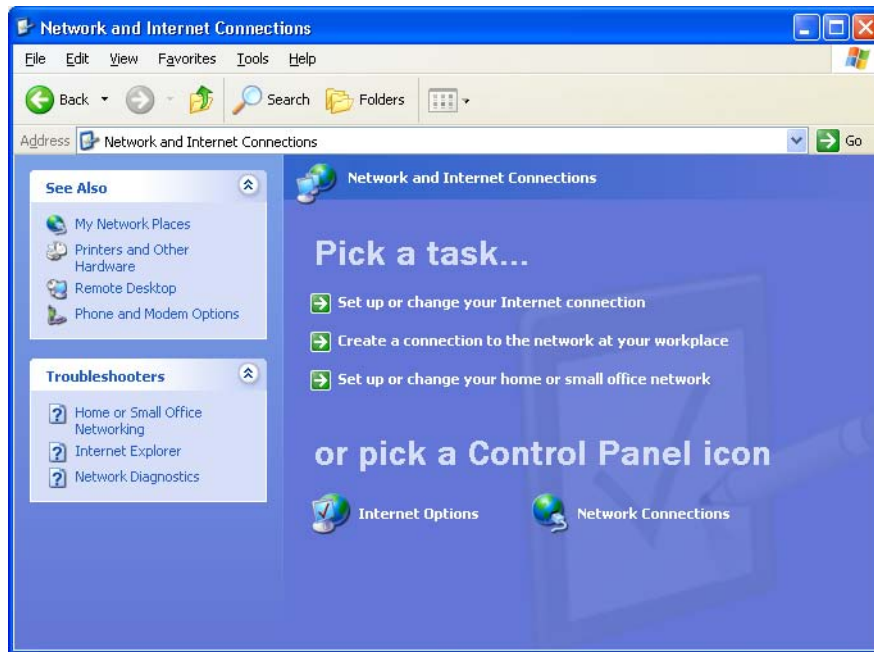 Network and Internet Connections
File Edit View Favorites Tools Help
Back Search Folders
Address Network and Internet Connections Go
See Also
My Network Places
Printers and Other
Hardware
Remote Desktop
Phone and Modem Options
Troubleshooters
Home or Small Office
Networking
Internet Explorer
Network Diagnostics
Network and Internet Connections
Pick a task...
Set up or change your Internet connection
Create a connection to the network at your workplace
Set up or change your home or small office network
or pick a Control Panel icon
Internet Options Network Connections